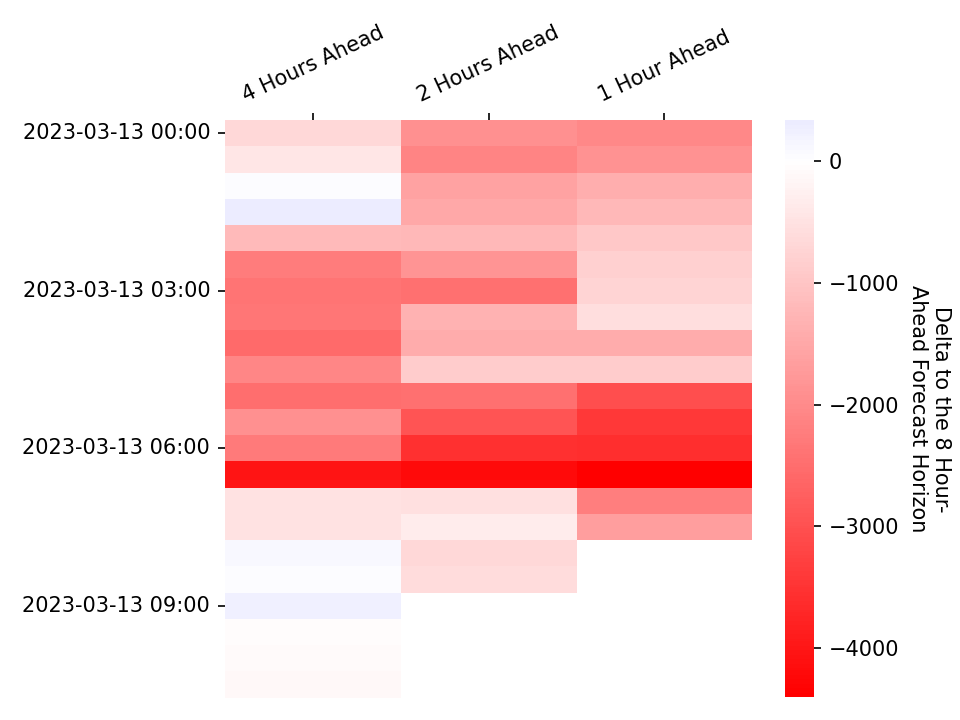 4 Hours Ahead
2 Hours Ahead
1 Hour Ahead
2023-03-13 00:00
2023-03-13 03:00
2023-03-13 06:00
2023-03-13 09:00
0
−1000
−2000
−3000
−4000
Delta to the 8 Hour-
Ahead Forecast Horizon